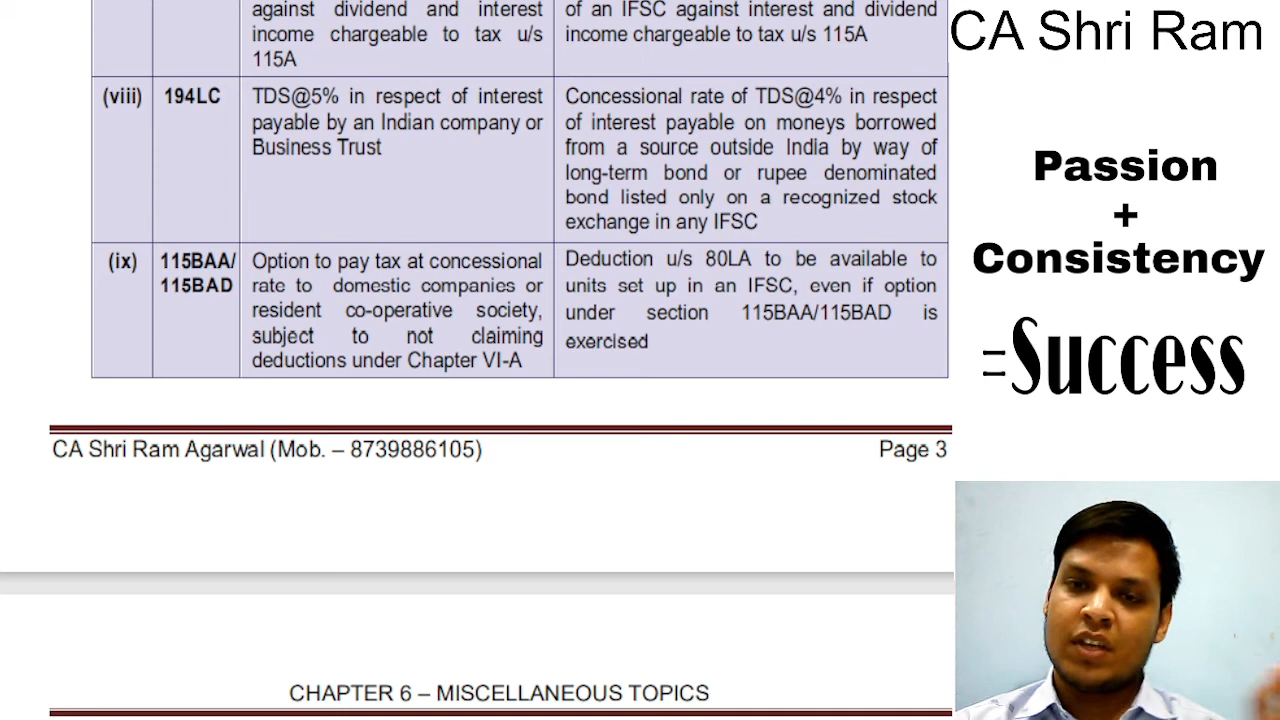 against dividend and interest
income chargeable to tax u/s
115A
of an IFSC against interest and dividend
income chargeable to tax u/s 115A
(viii)
194LC
TDS@5% in respect of interest
payable by an Indian company or
Business Trust
Concessional rate of TDS@4% in respect
of interest payable on moneys borrowed
from a source outside India by way of
long-term bond or rupee denominated
bond listed only on a recognized stock
exchange in any IFSC
(ix)
115BAA/
115BAD
Option to pay tax at concessional
rate to domestic companies or
resident co-operative society,
subject to not claiming
deductions under Chapter VI-A
Deduction u/s 80LA to be available to
units set up in an IFSC, even if option
under section 115BAA/115BAD is
exercised
CA Shri Ram Agarwal (Mob. – 8739886105)
Page 3
CHAPTER 6 – MISCELLANEOUS TOPICS
CA Shri Ram
Passion
+
Consistency
=Success